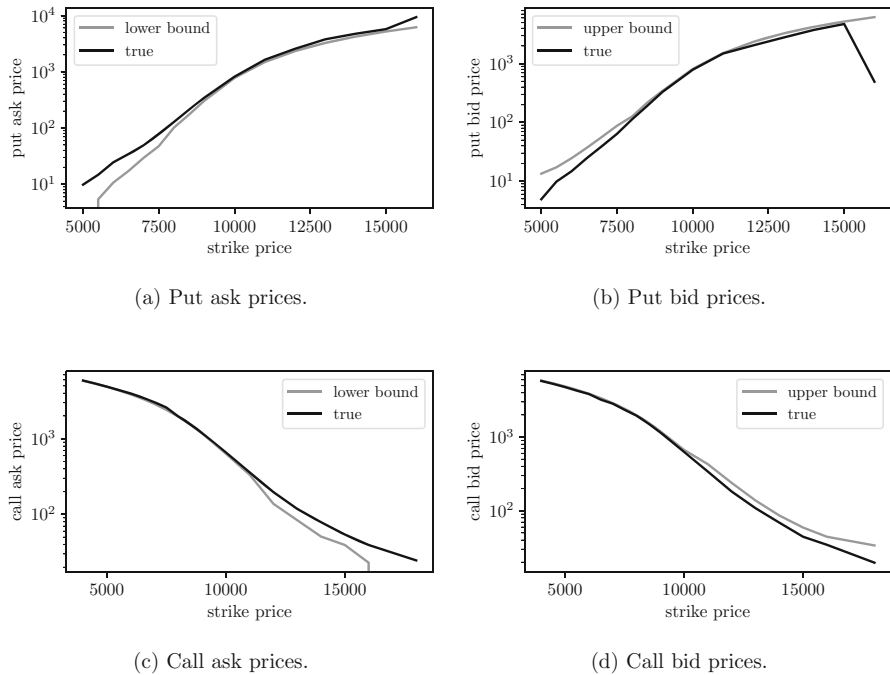 10^4
10^3
10^2
10^1
put ask price
lower bound
true
5000 7500 10000 12500 15000
strike price
(a) Put ask prices.
10^3
10^2
10^1
put bid price
upper bound
true
5000 7500 10000 12500 15000
strike price
(b) Put bid prices.
10^3
10^2
call ask price
lower bound
true
5000 10000 15000
strike price
(c) Call ask prices.
10^3
10^2
call bid price
upper bound
true
5000 10000 15000
strike price
(d) Call bid prices.